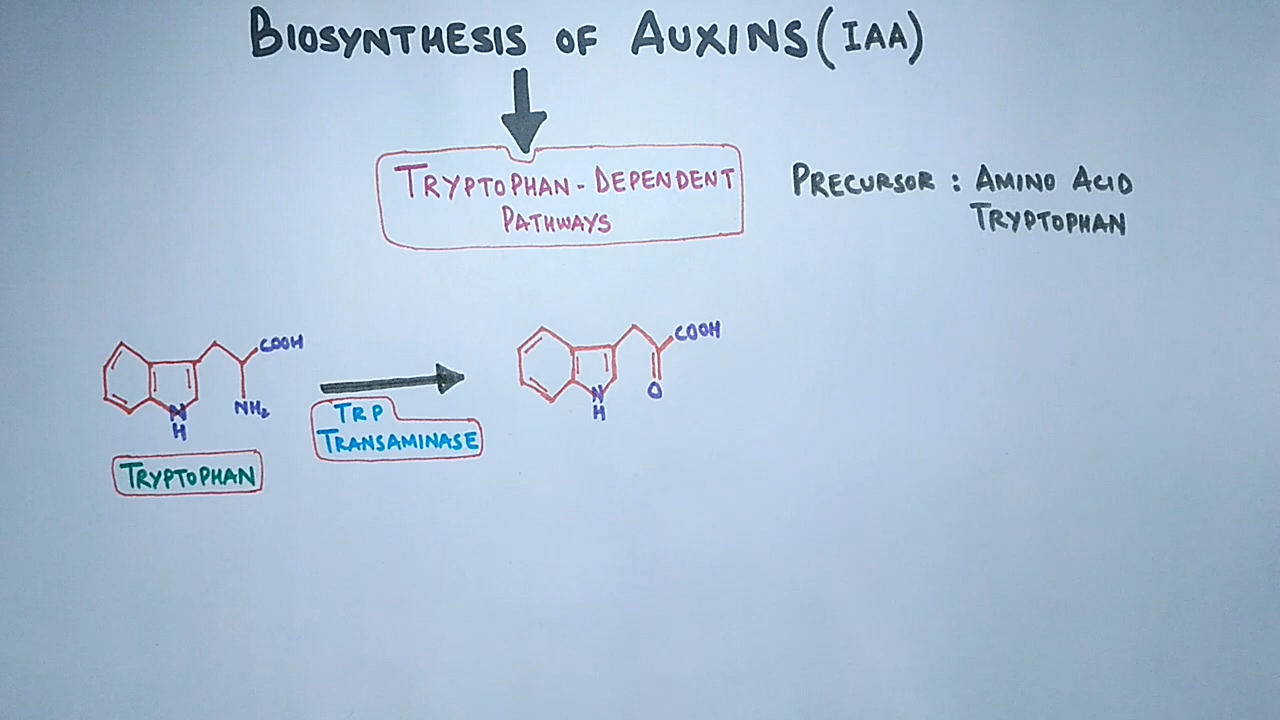 BIOSYNTHESIS OF AUXINS (IAA)
TRYPTOPHAN-DEPENDENT
PATHWAYS
PRECURSOR : AMINO ACID
TRYPTOPHAN
COOH
NH₂
N
H
TRYPTOPHAN
TRP
TRANSAMINASE
COOH
O
N
H